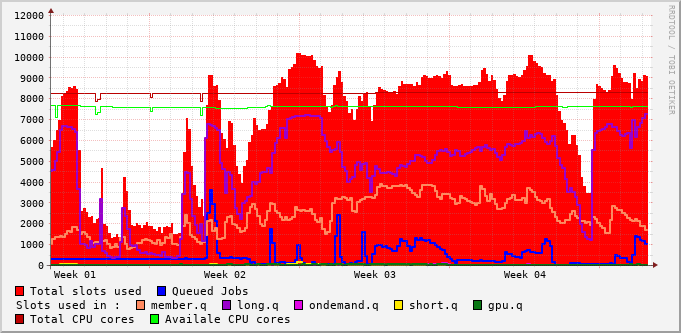 RRDTOOL / TOBI OETIKER
12000
11000
10000
9000
8000
7000
6000
5000
4000
3000
2000
1000
0
Week 01 Week 02 Week 03 Week 04
Total slots used Queued Jobs
Slots used in : member.q long.q ondemand.q short.q gpu.q
Total CPU cores Availale CPU cores